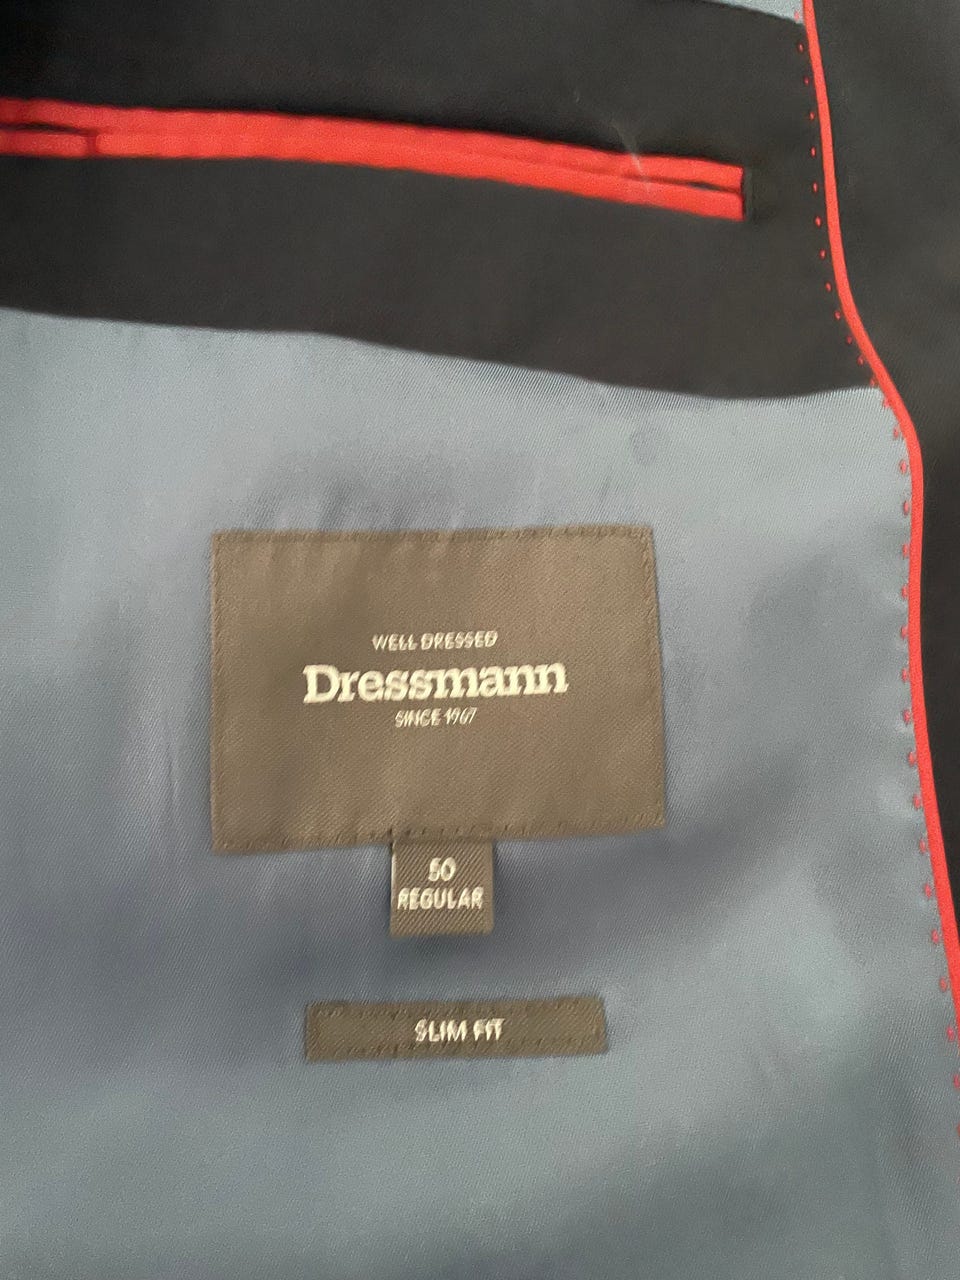 WELL DRESSED
Dressmann
SINCE 1967
50
REGULAR
SLIM FIT